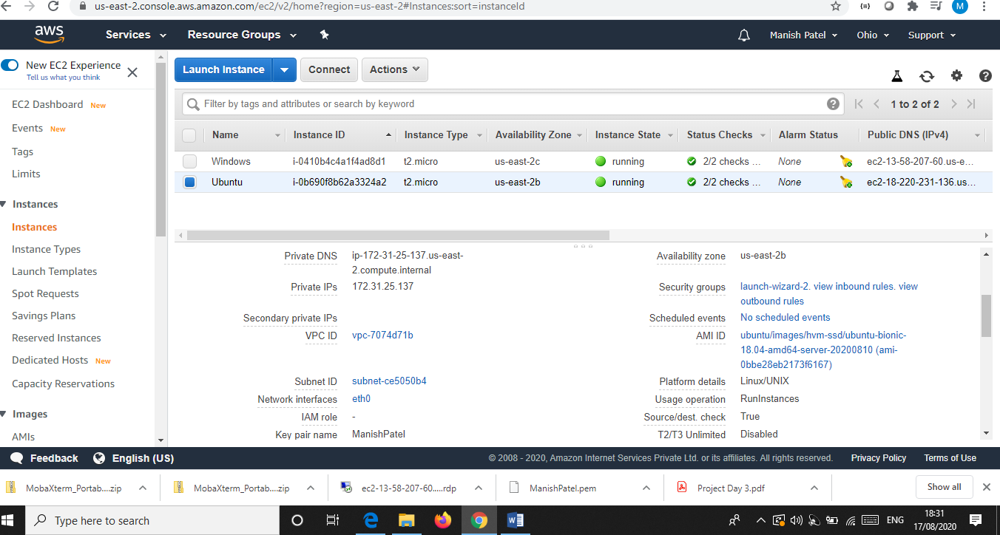 us-east-2.console.aws.amazon.com/ec2/v2/home?region=us-east-2#Instances:sort=instanceId
M
aws
Services
Resource Groups
Manish Patel
Ohio
Support
New EC2 Experience
Tell us what you think
EC2 Dashboard New
Events New
Tags
Limits
Instances
Instances
Instance Types
Launch Templates
Spot Requests
Savings Plans
Reserved Instances
Dedicated Hosts New
Capacity Reservations
Images
AMIs
Launch Instance
Connect
Actions
Filter by tags and attributes or search by keyword
1 to 2 of 2
Name Instance ID Instance Type Availability Zone Instance State Status Checks Alarm Status Public DNS (IPv4)
Windows i-0410b4c4a1f4ad8d1 t2.micro us-east-2c running 2/2 checks ... None ec2-13-58-207-60.us-e...
Ubuntu i-0b690f8b62a3324a2 t2.micro us-east-2b running 2/2 checks ... None ec2-18-220-231-136.us...
Private DNS ip-172-31-25-137.us-east-
2.compute.internal
Private IPs 172.31.25.137
Secondary private IPs
VPC ID vpc-7074d71b
Subnet ID subnet-ce5050b4
Network interfaces eth0
IAM role -
Key pair name ManishPatel
Availability zone us-east-2b
Security groups launch-wizard-2. view inbound rules. view
outbound rules
Scheduled events No scheduled events
AMI ID ubuntu/images/hvm-ssd/ubuntu-bionic-
18.04-amd64-server-20200810 (ami-
0bbe28eb2173f6167)
Platform details Linux/UNIX
Usage operation RunInstances
Source/dest. check True
T2/T3 Unlimited Disabled
Feedback
English (US)
© 2008 - 2020, Amazon Internet Services Private Ltd. or its affiliates. All rights reserved.
Privacy Policy
Terms of Use
MobaXterm_Portab....zip
MobaXterm_Portab....zip
ec2-13-58-207-60.....rdp
ManishPatel.pem
Project Day 3.pdf
Show all
Type here to search
ENG
18:31
17/08/2020